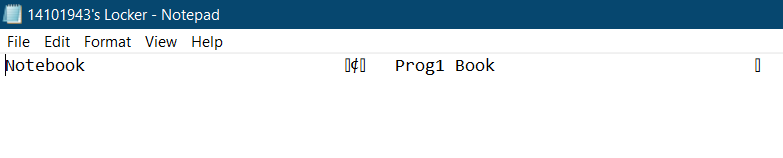 14101943's Locker - Notepad
File Edit Format View Help
Notebook ▯¢▯ Prog1 Book ▯